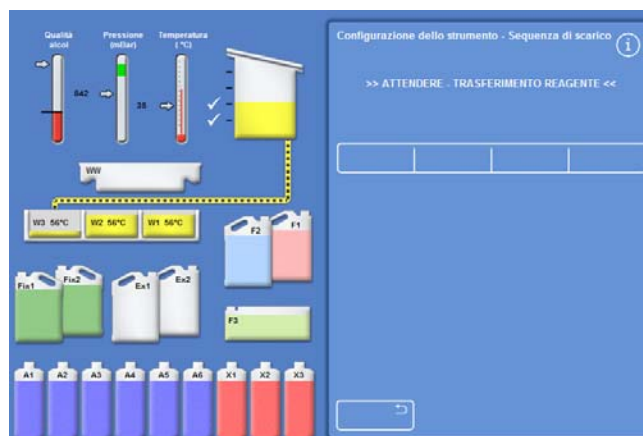 Qualità alcol
Pressione (mBar)
Temperatura (°C)
842
35
WW
W3 56°C
W2 56°C
W1 56°C
F2
F1
Fix1
Fix2
Ex1
Ex2
F3
A1
A2
A3
A4
A5
A6
X1
X2
X3
Configurazione dello strumento - Sequenza di scarico
i
>> ATTENDERE - TRASFERIMENTO REAGENTE <<